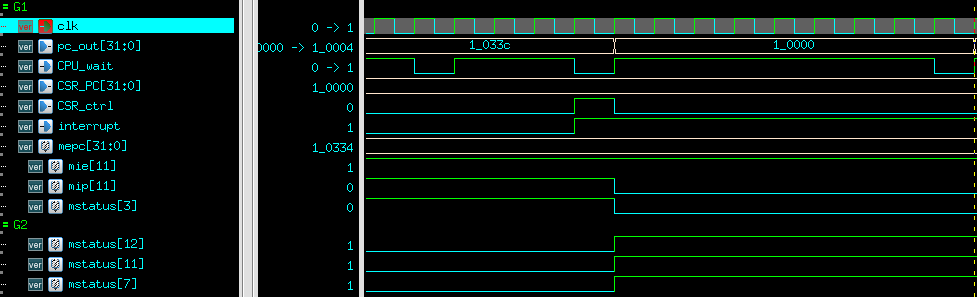 = G1
ver clk 0 -> 1
ver pc_out[31:0] 0000 -> 1_0004 1_033c 1_0000
ver CPU_wait 0 -> 1
ver CSR_PC[31:0] 1_0000
ver CSR_ctrl 0
ver interrupt 1
ver mepc[31:0] 1_0334
ver mie[11] 1
ver mip[11] 0
ver mstatus[3] 0
= G2
ver mstatus[12] 1
ver mstatus[11] 1
ver mstatus[7] 1